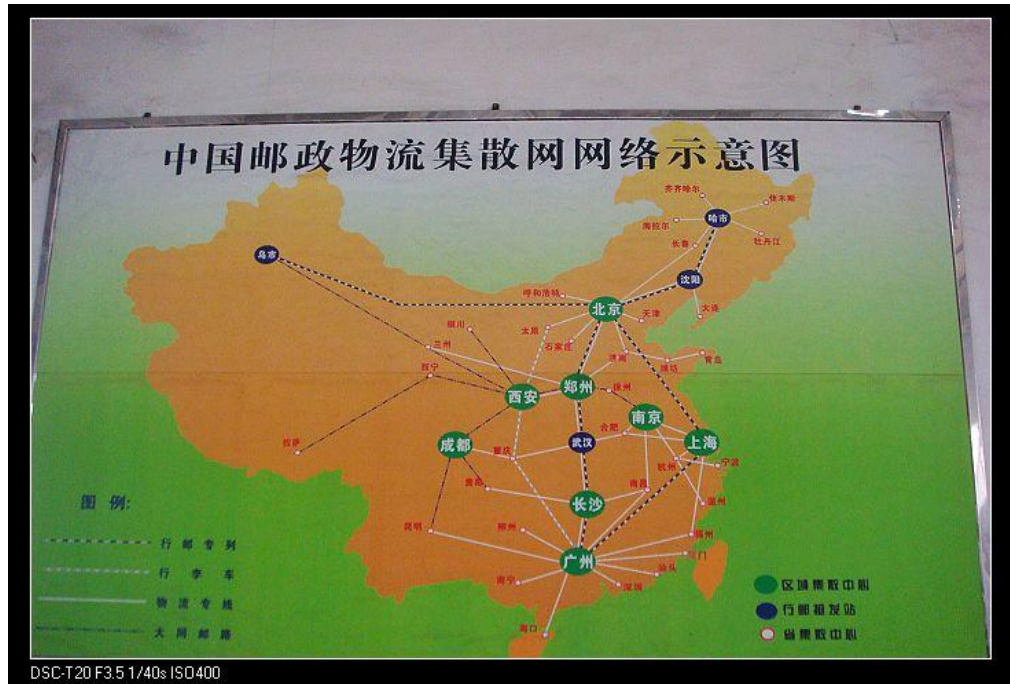 中国邮政物流集散网网络示意图
齐齐哈尔
佳木斯
哈市
海拉尔
牡丹江
长春
乌市
沈阳
呼和浩特
大连
北京
天津
银川
太原
兰州
石家庄
济南
青岛
潍坊
西宁
郑州
西安
徐州
南京
合肥
拉萨
成都
武汉
上海
重庆
杭州
宁波
贵阳
南昌
长沙
温州
昆明
柳州
福州
广州
厦门
汕头
南宁
深圳
海口
图 例:
行 邮 专 列
行 李 车
物 流 专 线
大 同 邮 路
区域集散中心
行邮报发站
省集散中心
DSC-T20 F3.5 1/40s ISO400